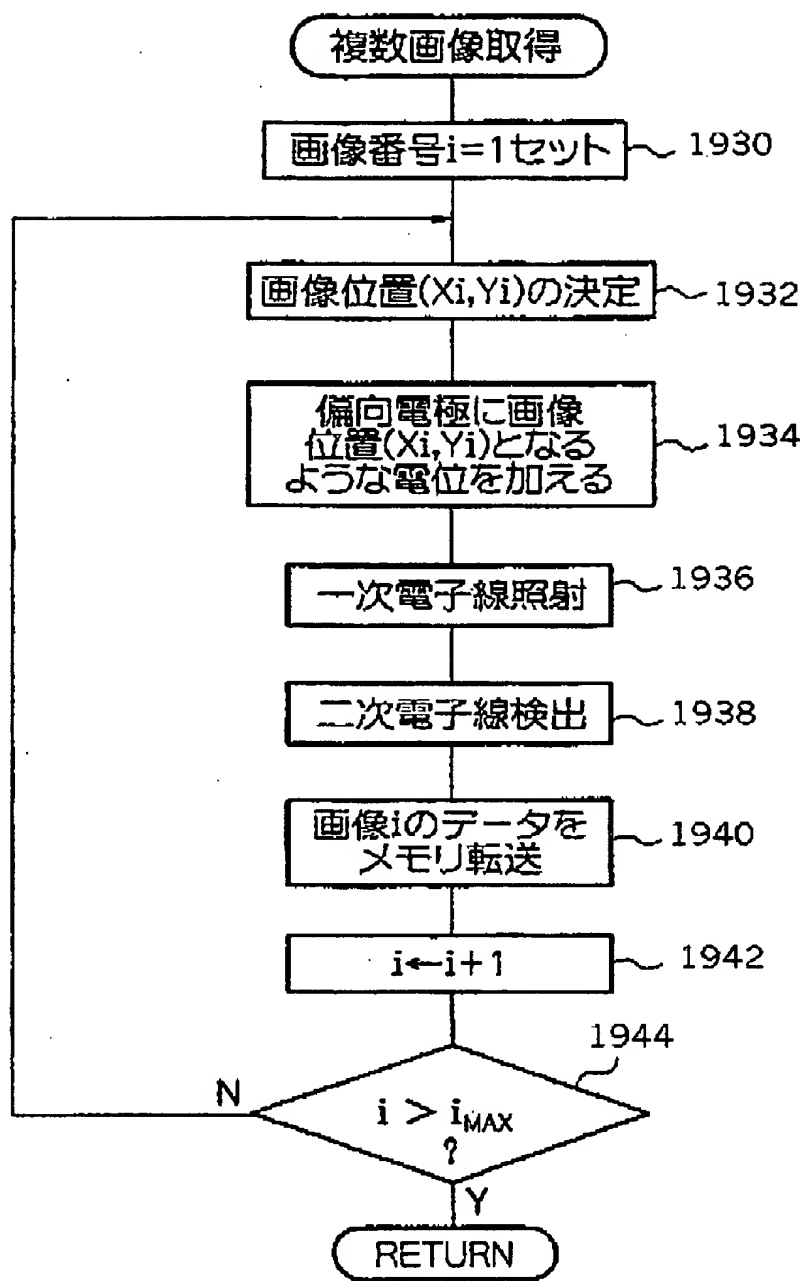 複数画像取得
画像番号i=1セット
1930
画像位置(Xi,Yi)の決定
1932
偏向電極に画像
位置(Xi,Yi)となる
ような電位を加える
1934
一次電子線照射
1936
二次電子線検出
1938
画像iのデータを
メモリ転送
1940
i←i+1
1942
1944
N
i > iMAX
?
Y
RETURN